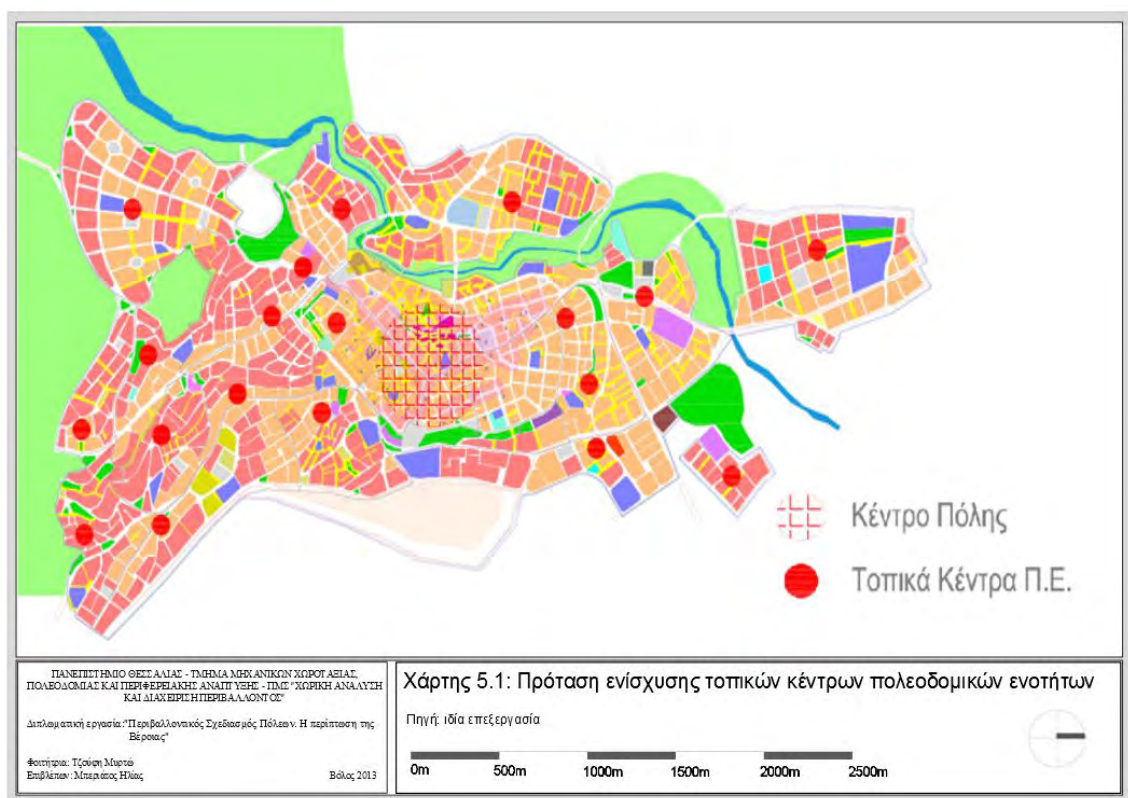 Κέντρο Πόλης
Τοπικά Κέντρα Π.Ε.
ΠΑΝΕΠΙΣΤΗΜΙΟ ΘΕΣΣΑΛΙΑΣ - ΤΜΗΜΑ ΜΗΧΑΝΙΚΩΝ ΧΩΡΟΤΑΞΙΑΣ,
ΠΟΛΕΟΔΟΜΙΑΣ ΚΑΙ ΠΕΡΙΦΕΡΕΙΑΚΗΣ ΑΝΑΠΤΥΞΗΣ - ΠΜΣ "ΧΩΡΙΚΗ ΑΝΑΛΥΣΗ
ΚΑΙ ΔΙΑΧΕΙΡΙΣΗ ΠΕΡΙΒΑΛΛΟΝΤΟΣ"
Διπλωματική εργασία:"Περιβαλλοντικός Σχεδιασμός Πόλεων. Η περίπτωση της
Βέροιας"
Φοιτήτρια: Τζούφη Μυρτώ
Επιβλέπων: Μπεριάτος Ηλίας
Βόλος 2013
Χάρτης 5.1: Πρόταση ενίσχυσης τοπικών κέντρων πολεοδομικών ενοτήτων
Πηγή: ιδία επεξεργασία
0m 500m 1000m 1500m 2000m 2500m